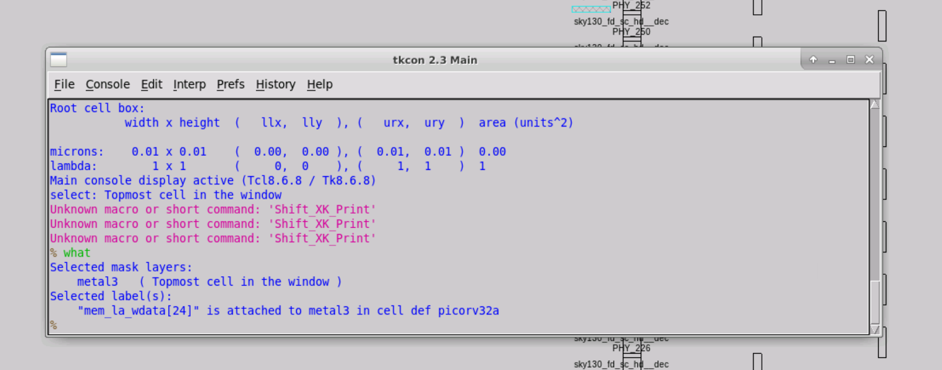 PHY_252
sky130_fd_sc_hd__dec
PHY_250
sky130_fd_sc_hd__dec
tkcon 2.3 Main
File Console Edit Interp Prefs History Help
Root cell box:
width x height ( llx, lly ), ( urx, ury ) area (units^2)
microns: 0.01 x 0.01 ( 0.00, 0.00 ), ( 0.01, 0.01 ) 0.00
lambda: 1 x 1 ( 0, 0 ), ( 1, 1 ) 1
Main console display active (Tcl8.6.8 / Tk8.6.8)
select: Topmost cell in the window
Unknown macro or short command: 'Shift_XK_Print'
Unknown macro or short command: 'Shift_XK_Print'
Unknown macro or short command: 'Shift_XK_Print'
% what
Selected mask layers:
metal3 ( Topmost cell in the window )
Selected label(s):
"mem_la_wdata[24]" is attached to metal3 in cell def picorv32a
%
sky130_fd_sc_hd__dec
PHY_226
sky130_fd_sc_hd__dec